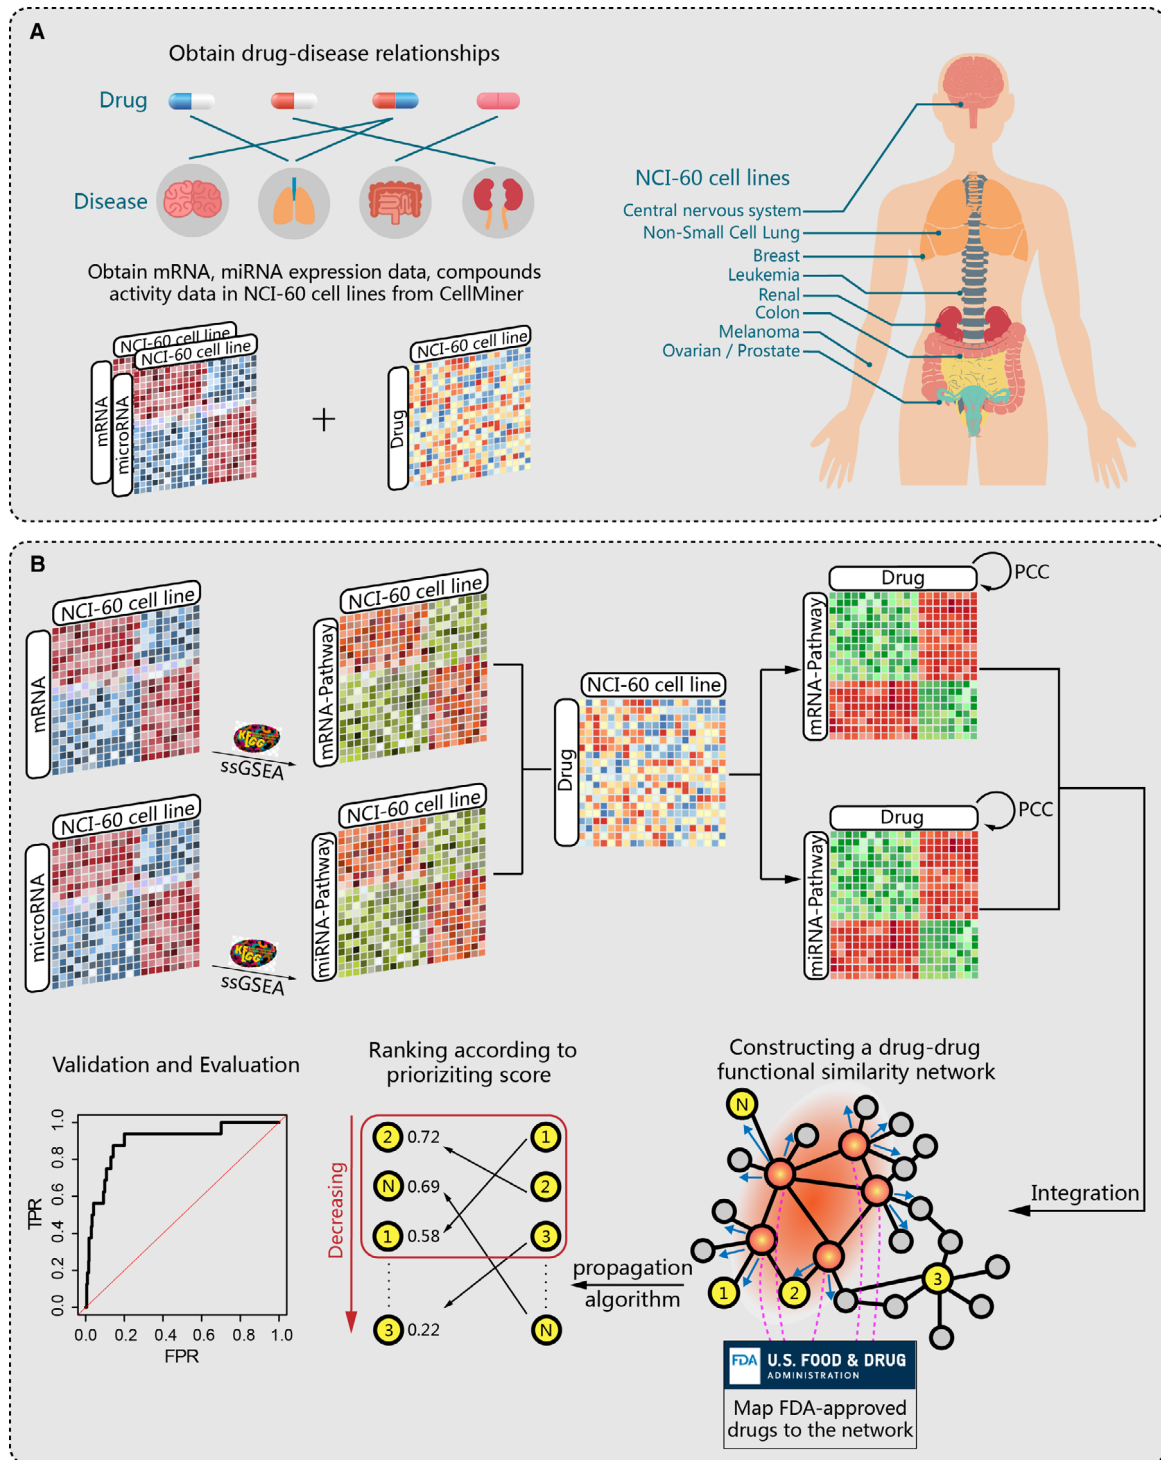 A
Obtain drug-disease relationships
Drug
Disease
Obtain mRNA, miRNA expression data, compounds
activity data in NCI-60 cell lines from CellMiner
NCI-60 cell line
NCI-60 cell line
mRNA
microRNA
+
NCI-60 cell line
Drug
NCI-60 cell lines
Central nervous system
Non-Small Cell Lung
Breast
Leukemia
Renal
Colon
Melanoma
Ovarian / Prostate
B
NCI-60 cell line
mRNA
KEGG
ssGSEA
NCI-60 cell line
mRNA-Pathway
NCI-60 cell line
microRNA
KEGG
ssGSEA
NCI-60 cell line
miRNA-Pathway
NCI-60 cell line
Drug
Drug
PCC
mRNA-Pathway
Drug
PCC
miRNA-Pathway
Integration
Constructing a drug-drug
functional similarity network
N
1
2
3
FDA U.S. FOOD & DRUG
ADMINISTRATION
Map FDA-approved
drugs to the network
propagation
algorithm
Ranking according to
prioriziting score
Decreasing
2 0.72 1
N 0.69 2
1 0.58 3
3 0.22 N
Validation and Evaluation
TPR
1.0
0.8
0.6
0.4
0.2
0.0
0.0 0.2 0.4 0.6 0.8 1.0
FPR